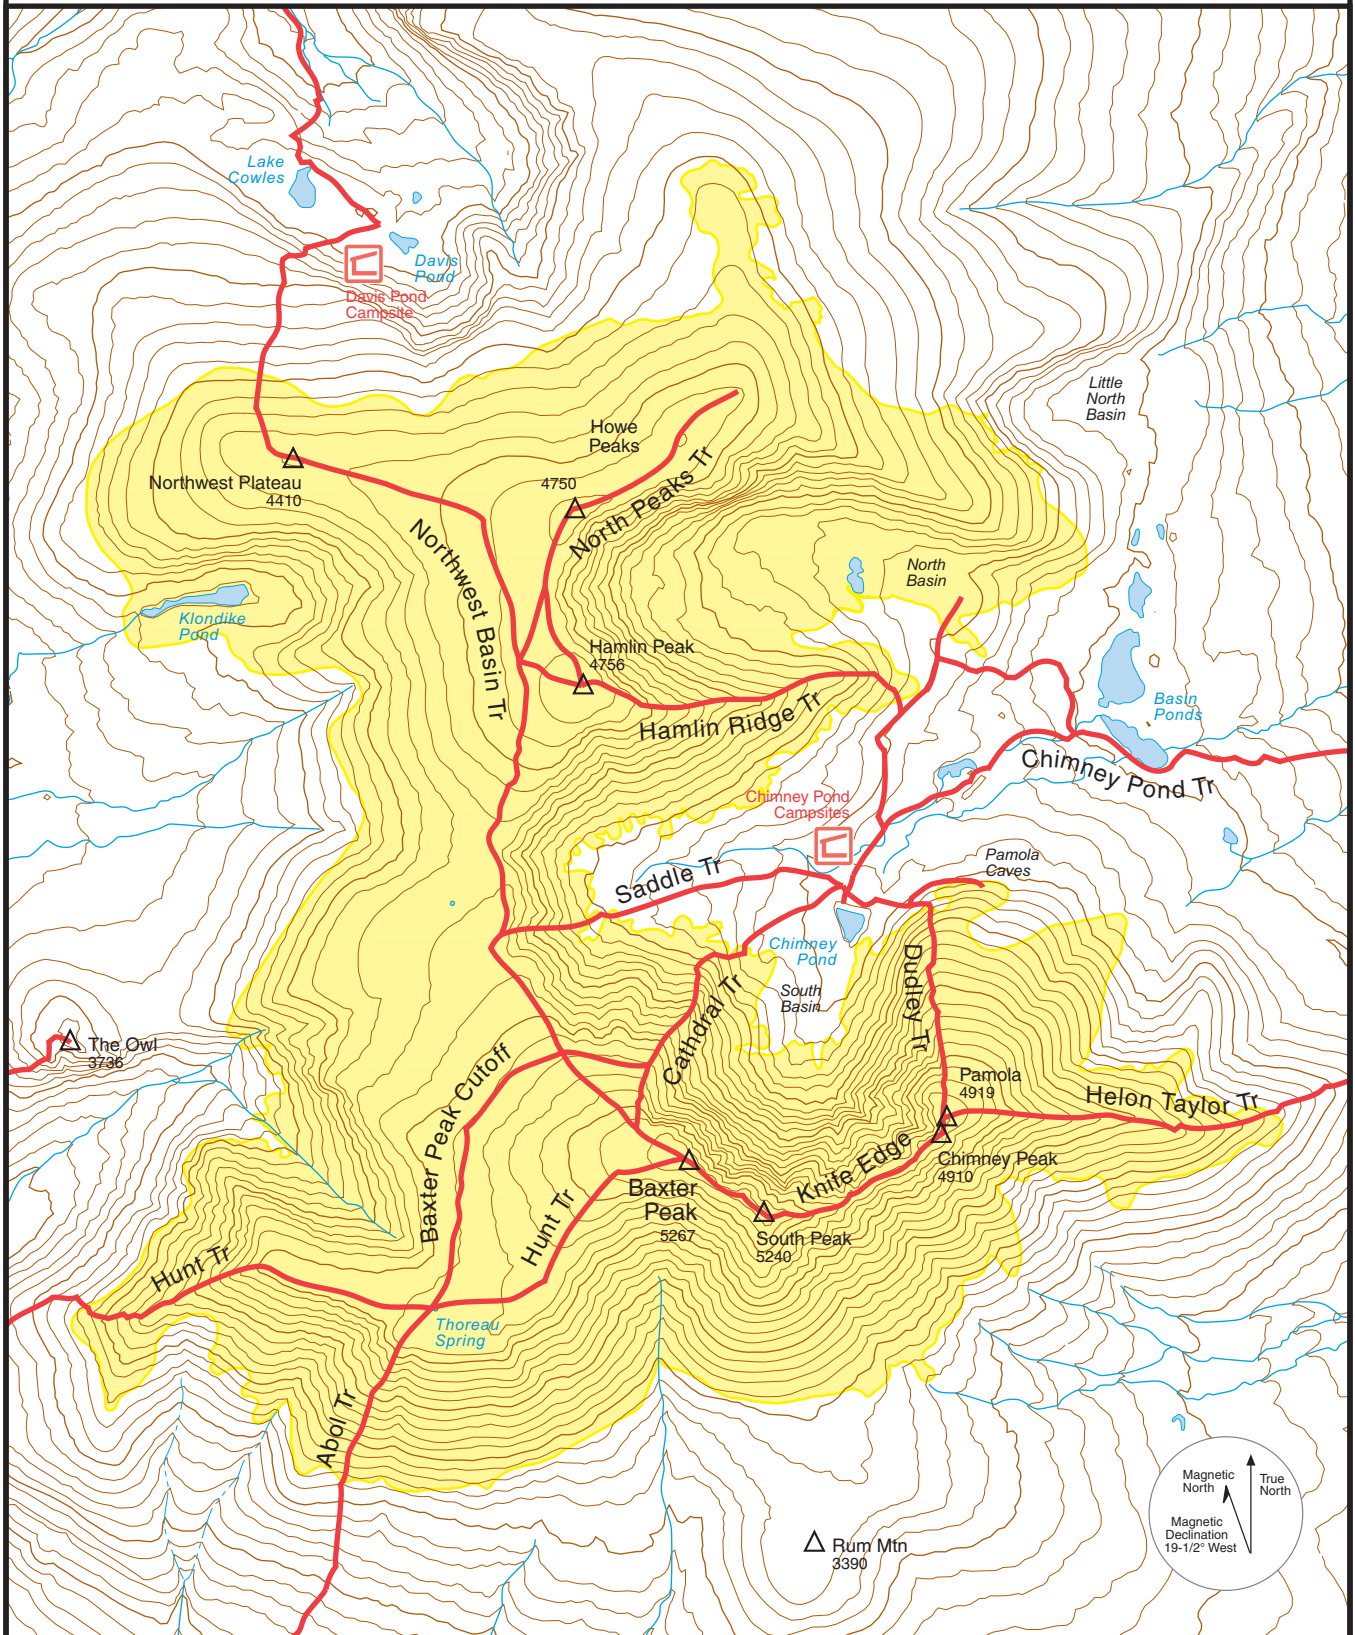 Lake
Cowles
Davis
Pond
Davis Pond
Campsite
Little
North
Basin
Howe
Peaks
Northwest Plateau
4410
4750
North Peaks Tr
Northwest Basin Tr
North
Basin
Klondike
Pond
Hamlin Peak
4756
Hamlin Ridge Tr
Basin
Ponds
Chimney Pond Tr
Chimney Pond
Campsites
Saddle Tr
Pamola
Caves
Chimney
Pond
South
Basin
Dudley Tr
Cathdral Tr
The Owl
3736
Baxter Peak Cutoff
Pamola
4919
Helon Taylor Tr
Knife Edge
Chimney Peak
4910
Baxter
Peak
5267
South Peak
5240
Hunt Tr
Hunt Tr
Thoreau
Spring
Abol Tr
Rum Mtn
3390
Magnetic
North
True
North
Magnetic
Declination
19-1/2° West